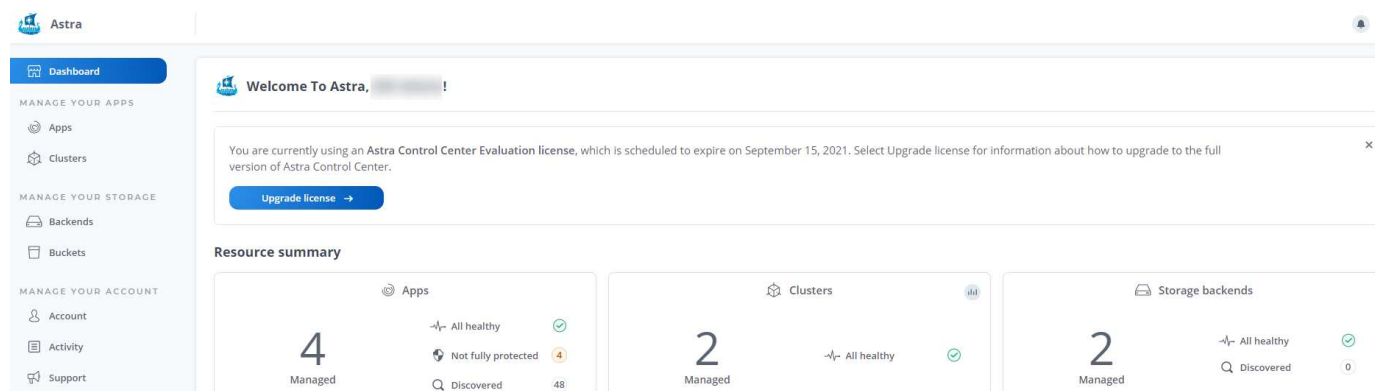 Astra
Dashboard
MANAGE YOUR APPS
Apps
Clusters
MANAGE YOUR STORAGE
Backends
Buckets
MANAGE YOUR ACCOUNT
Account
Activity
Support
Welcome To Astra, !
You are currently using an Astra Control Center Evaluation license, which is scheduled to expire on September 15, 2021. Select Upgrade license for information about how to upgrade to the full
version of Astra Control Center.
Upgrade license →
Resource summary
Apps
4
Managed
All healthy
Not fully protected 4
Discovered 48
Clusters
2
Managed
All healthy
Storage backends
2
Managed
All healthy
Discovered 0